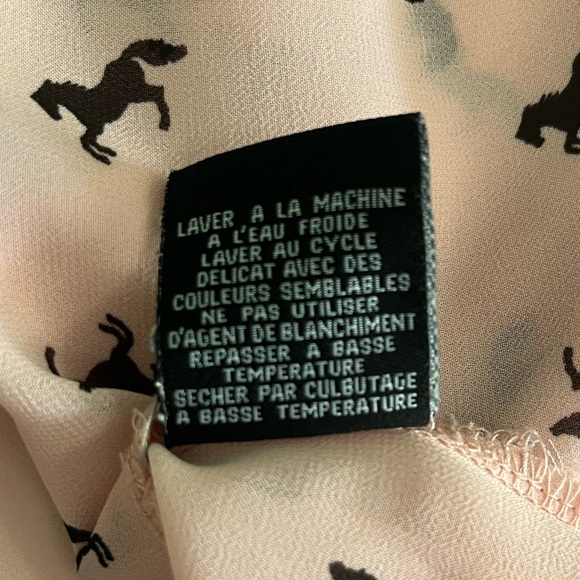 LAVER A LA MACHINE
A L'EAU FROIDE
LAVER AU CYCLE
DELICAT AVEC DES
COULEURS SEMBLABLES
NE PAS UTILISER
D'AGENT DE BLANCHIMENT
REPASSER A BASSE
TEMPERATURE
SECHER PAR CULBUTAGE
A BASSE TEMPERATURE